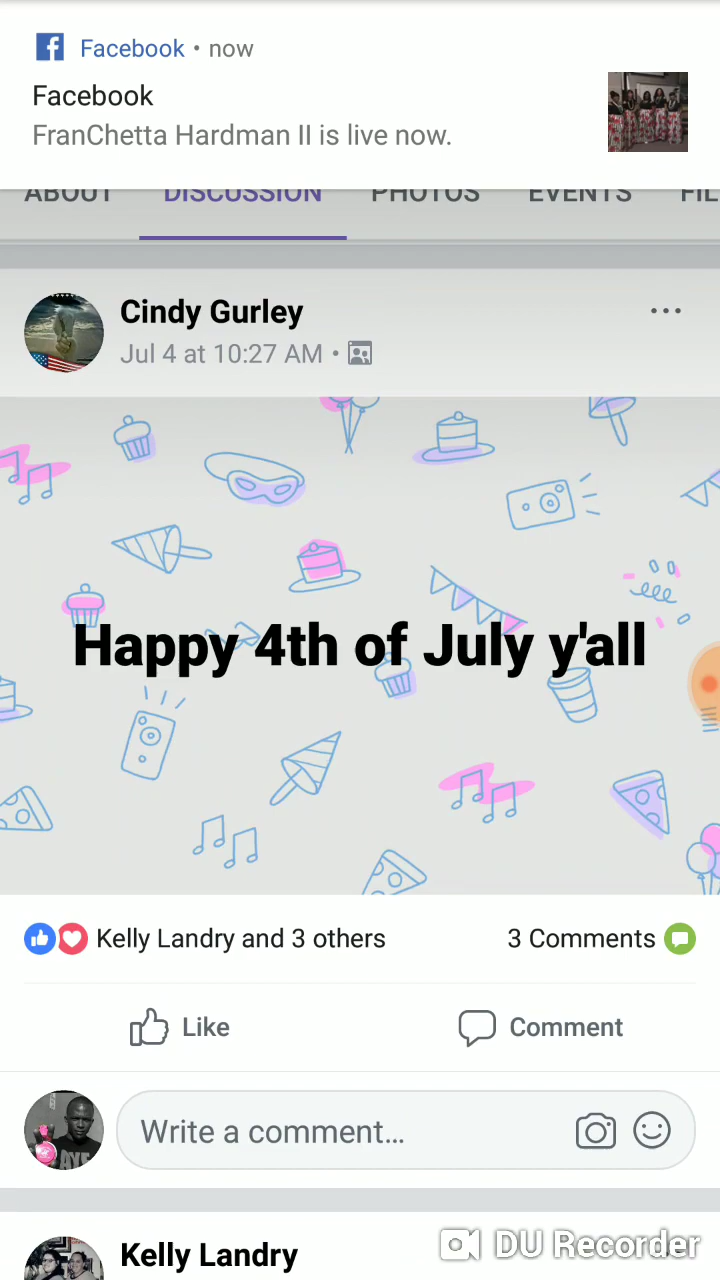 Facebook • now
Facebook
FranChetta Hardman II is live now.
ABOUT DISCUSSION PHOTOS EVENTS FIL
Cindy Gurley
Jul 4 at 10:27 AM •
Happy 4th of July y'all
Kelly Landry and 3 others 3 Comments
Like Comment
Write a comment...
Kelly Landry
DU Recorder